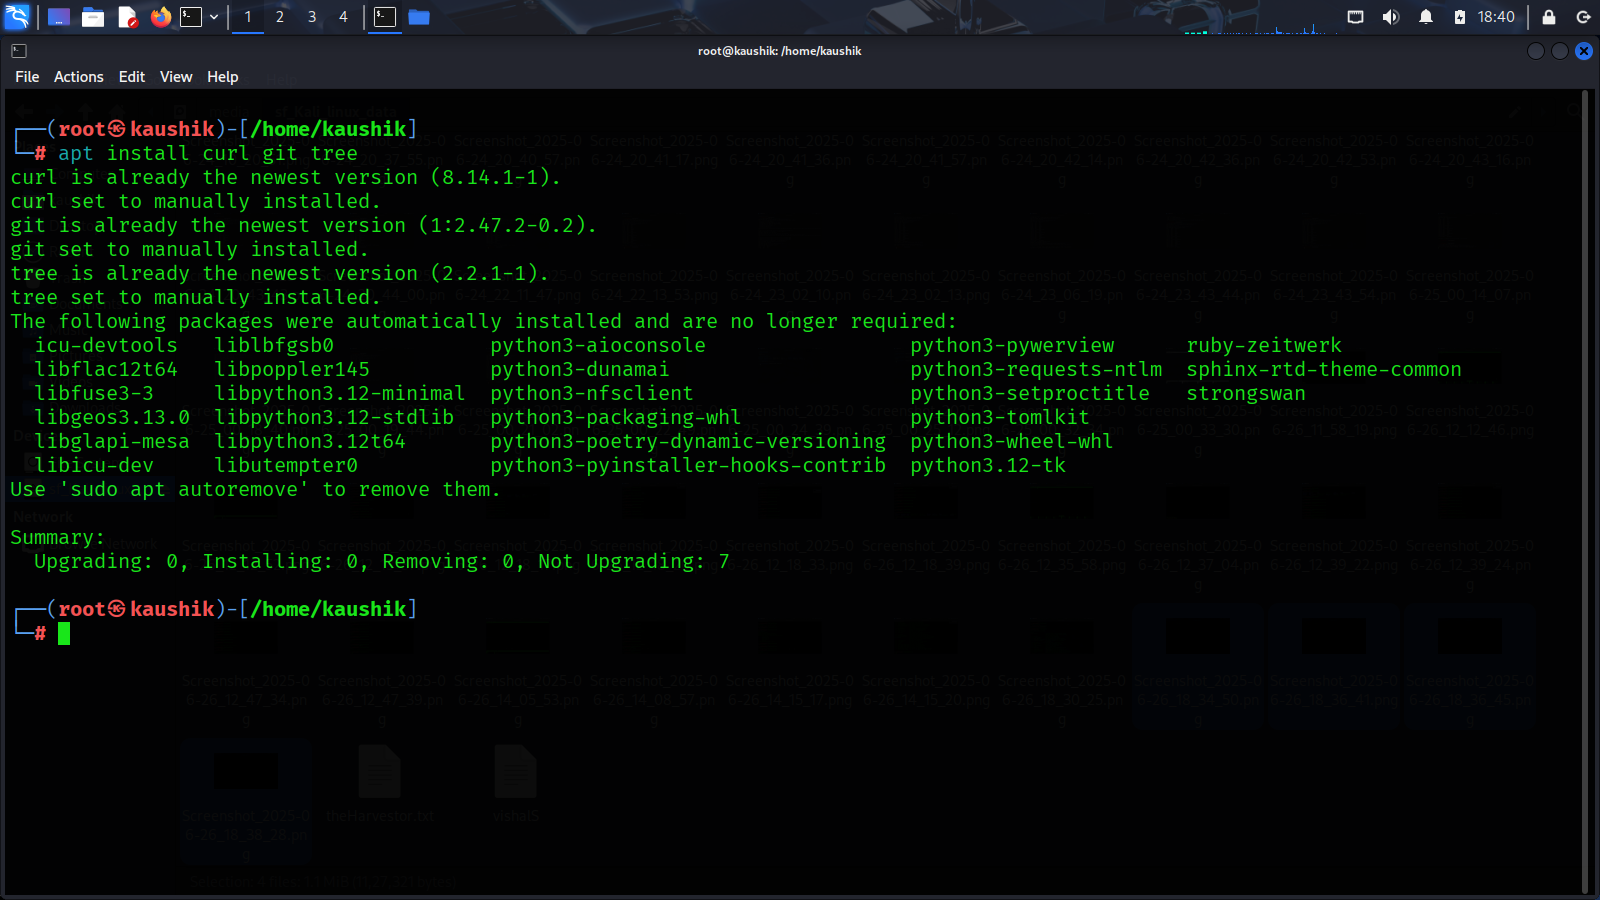 1 2 3 4 18:40
root@kaushik: /home/kaushik
File Actions Edit View Help
┌──(root㉿kaushik)-[/home/kaushik]
└─# apt install curl git tree
curl is already the newest version (8.14.1-1).
curl set to manually installed.
git is already the newest version (1:2.47.2-0.2).
git set to manually installed.
tree is already the newest version (2.2.1-1).
tree set to manually installed.
The following packages were automatically installed and are no longer required:
icu-devtools liblbfgsb0 python3-aioconsole python3-pywerview ruby-zeitwerk
libflac12t64 libpoppler145 python3-dunamai python3-requests-ntlm sphinx-rtd-theme-common
libfuse3-3 libpython3.12-minimal python3-nfsclient python3-setproctitle strongswan
libgeos3.13.0 libpython3.12-stdlib python3-packaging-whl python3-tomlkit
libglapi-mesa libpython3.12t64 python3-poetry-dynamic-versioning python3-wheel-whl
libicu-dev libutempter0 python3-pyinstaller-hooks-contrib python3.12-tk
Use 'sudo apt autoremove' to remove them.
Network
Summary:
Upgrading: 0, Installing: 0, Removing: 0, Not Upgrading: 7
┌──(root㉿kaushik)-[/home/kaushik]
└─#
theHarvestor.txt